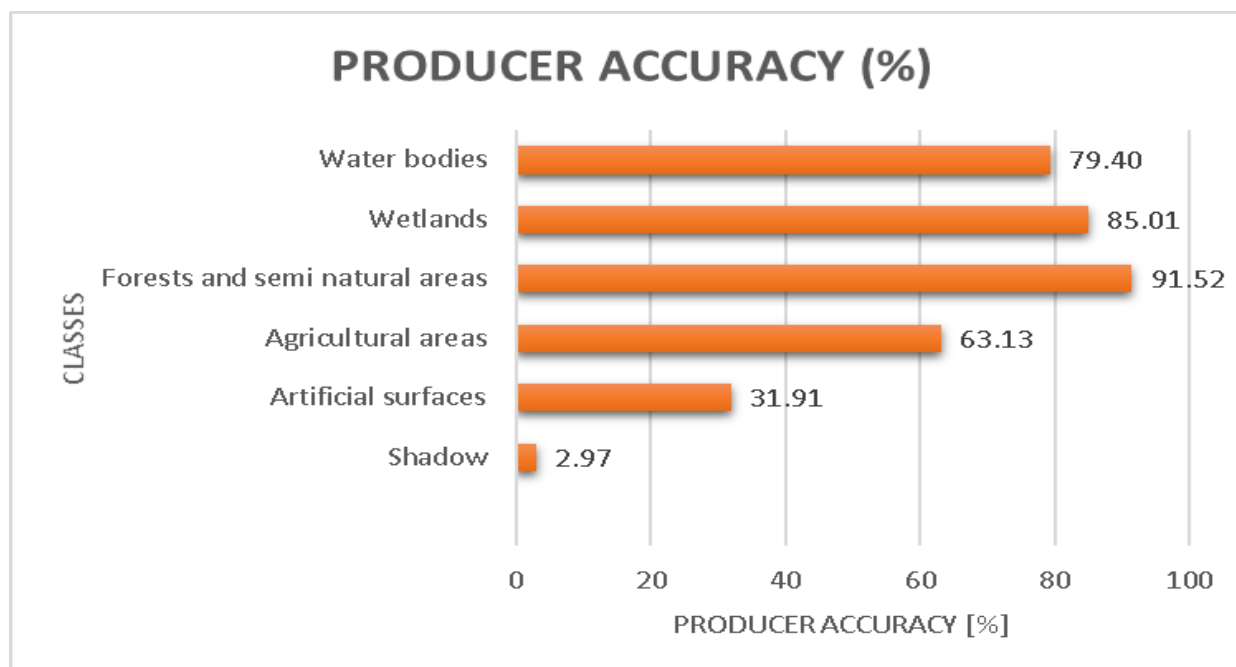 PRODUCER ACCURACY (%)
CLASSES
Water bodies 79.40
Wetlands 85.01
Forests and semi natural areas 91.52
Agricultural areas 63.13
Artificial surfaces 31.91
Shadow 2.97
0 20 40 60 80 100
PRODUCER ACCURACY [%]